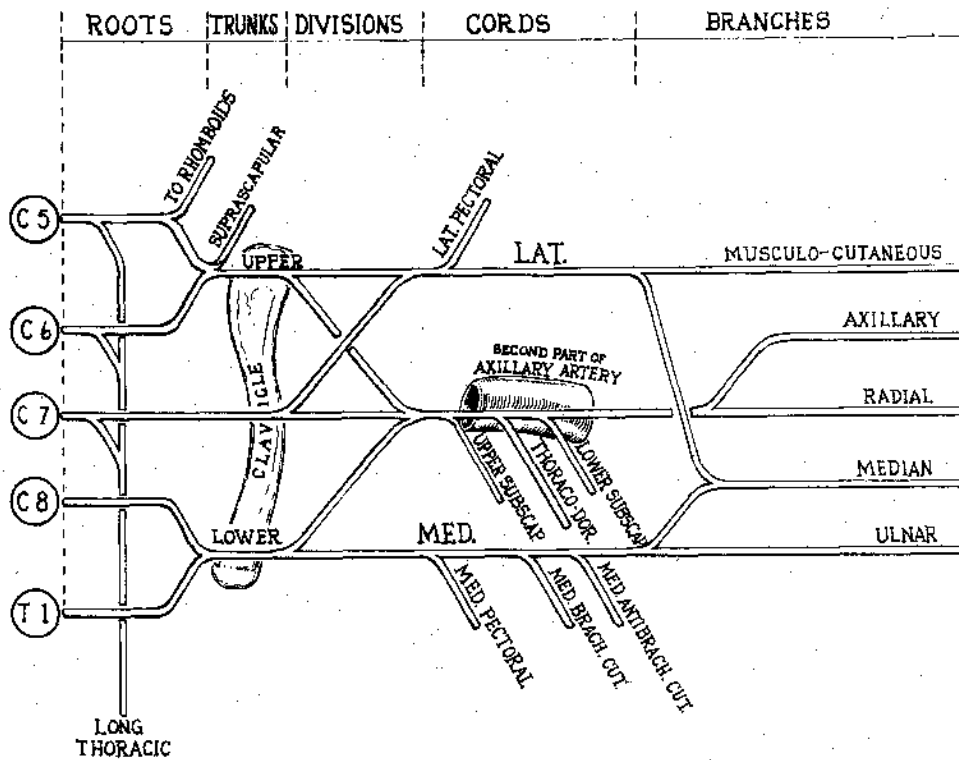 ROOTS TRUNKS DIVISIONS CORDS BRANCHES
TO RHOMBOIDS
SUPRASCAPULAR
LAT. PECTORAL
C5
UPPER
LAT.
MUSCULO-CUTANEOUS
C6
AXILLARY
SECOND PART OF
AXILLARY ARTERY
C7
CLAVICLE
RADIAL
UPPER SUBSCAP.
THORACO-DOR.
LOWER SUBSCAP.
MEDIAN
C8
LOWER
MED.
ULNAR
T1
MED. PECTORAL
MED. BRACH. CUT.
MED. ANTIBRACH. CUT.
LONG
THORACIC